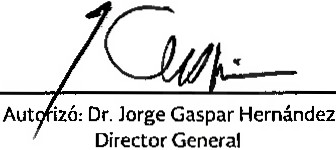 Autorizó: Dr. Jorge Gaspar Hernández
Director General